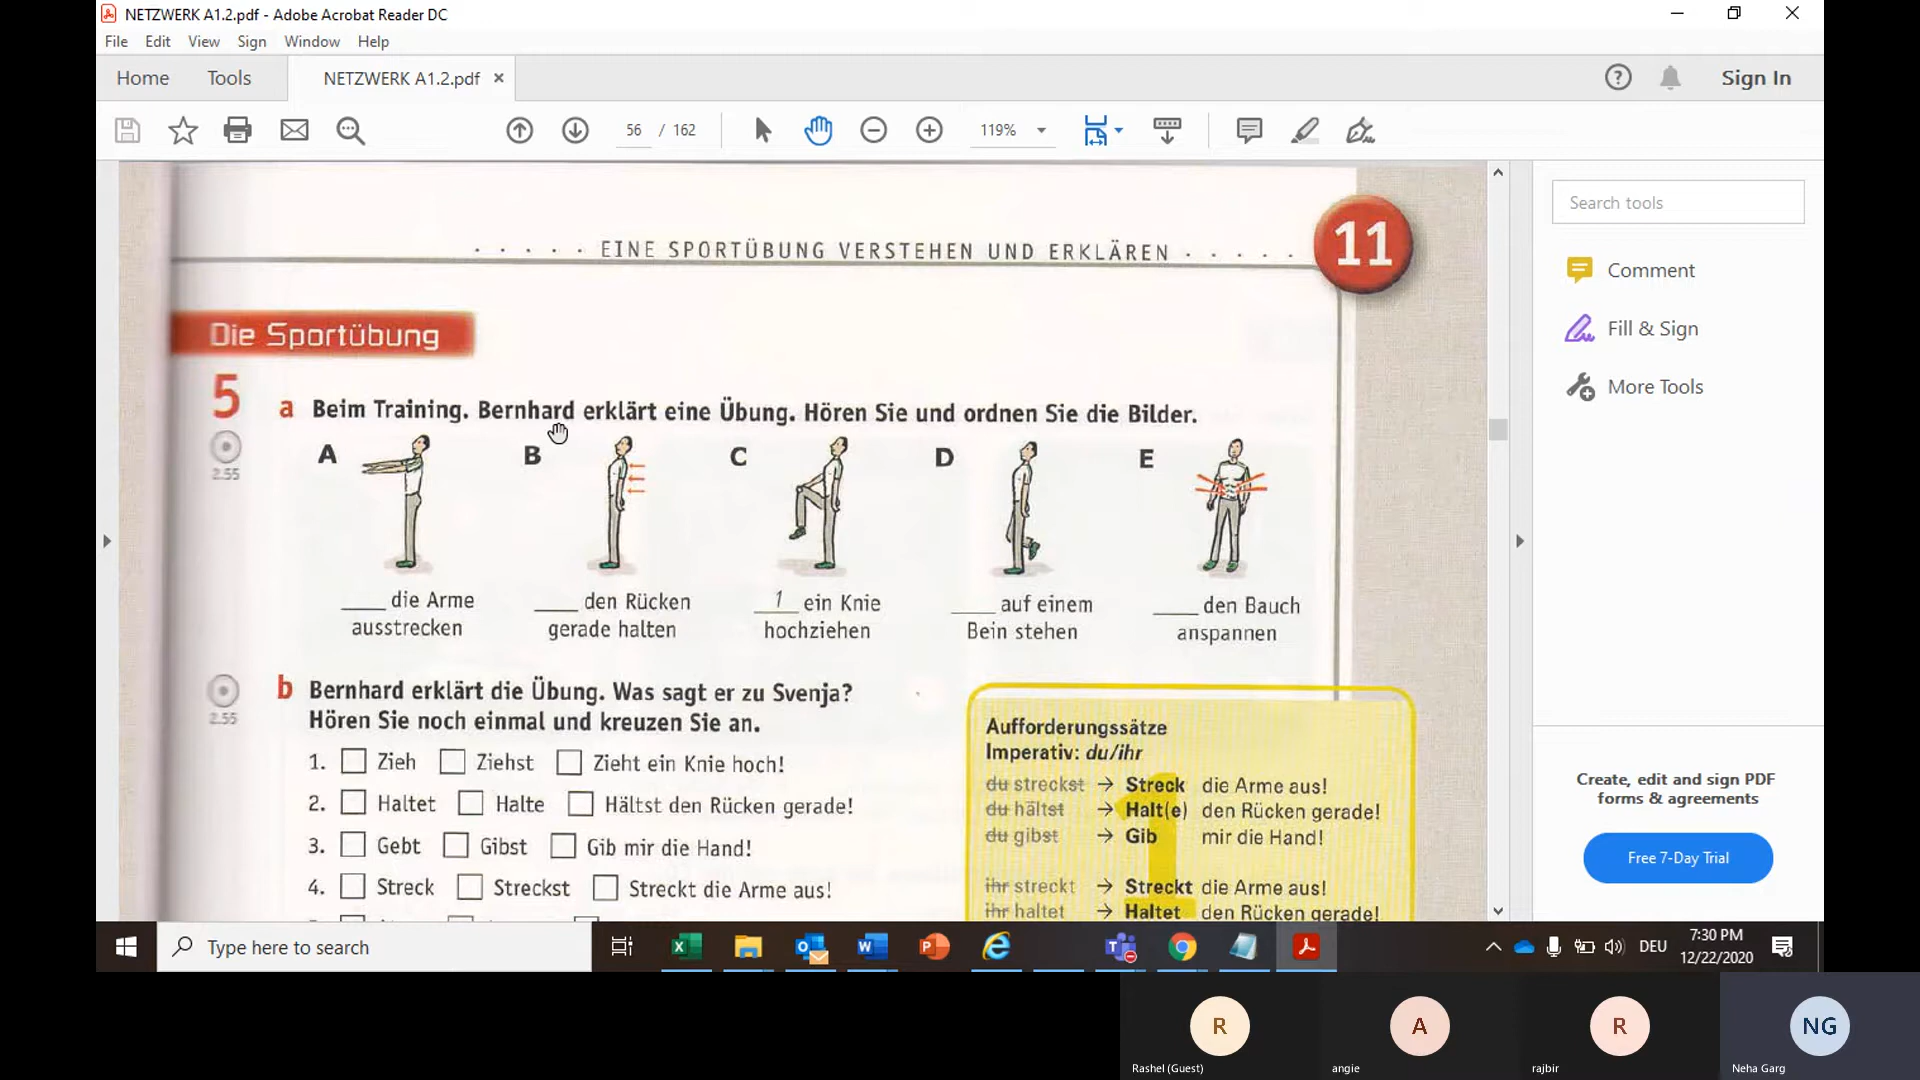 NETZWERK A1.2.pdf - Adobe Acrobat Reader DC
File Edit View Sign Window Help
Home Tools NETZWERK A1.2.pdf × Sign In
56 / 162 119%
Search tools
Comment
Fill & Sign
More Tools
Create, edit and sign PDF
forms & agreements
Free 7-Day Trial
· · · · · EINE SPORTÜBUNG VERSTEHEN UND ERKLÄREN · · · · · 11
Die Sportübung
5 a Beim Training. Bernhard erklärt eine Übung. Hören Sie und ordnen Sie die Bilder.
2.55
A B C D E
___ die Arme
ausstrecken
___ den Rücken
gerade halten
1 ein Knie
hochziehen
___ auf einem
Bein stehen
___ den Bauch
anspannen
b Bernhard erklärt die Übung. Was sagt er zu Svenja?
Hören Sie noch einmal und kreuzen Sie an.
2.55
1. Zieh Ziehst Zieht ein Knie hoch!
2. Haltet Halte Hältst den Rücken gerade!
3. Gebt Gibst Gib mir die Hand!
4. Streck Streckst Streckt die Arme aus!
Aufforderungssätze
Imperativ: du/ihr
du streckst → Streck die Arme aus!
du hältst → Halt(e) den Rücken gerade!
du gibst → Gib mir die Hand!
ihr streckt → Streckt die Arme aus!
ihr haltet → Haltet den Rücken gerade!
Type here to search
DEU
7:30 PM
12/22/2020
R
A
R
NG
Rashel (Guest)
angie
rajbir
Neha Garg